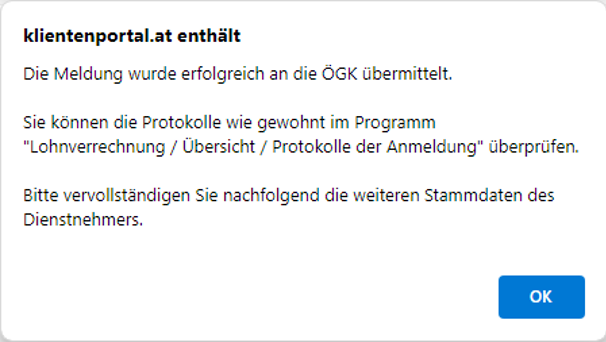 klientenportal.at enthält
Die Meldung wurde erfolgreich an die ÖGK übermittelt.
Sie können die Protokolle wie gewohnt im Programm
"Lohnverrechnung / Übersicht / Protokolle der Anmeldung" überprüfen.
Bitte vervollständigen Sie nachfolgend die weiteren Stammdaten des
Dienstnehmers.
OK